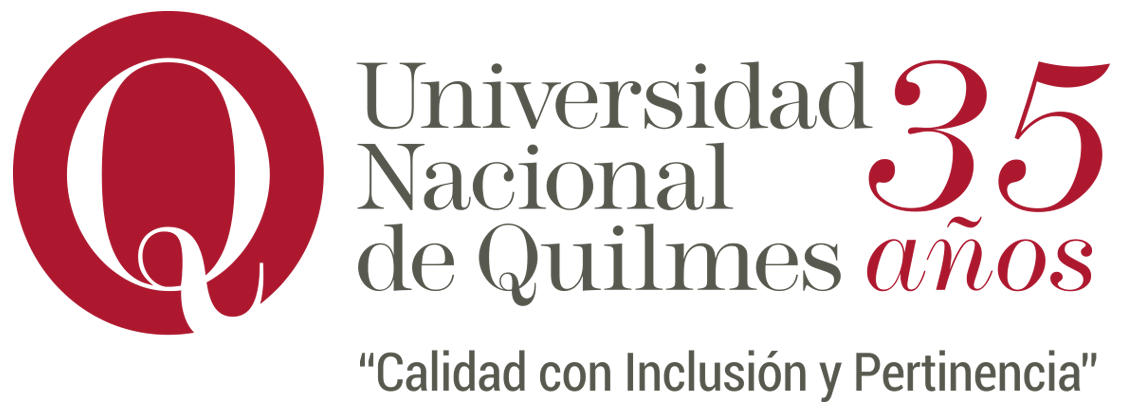 Q
Universidad
Nacional
de Quilmes
35
años
“Calidad con Inclusión y Pertinencia”